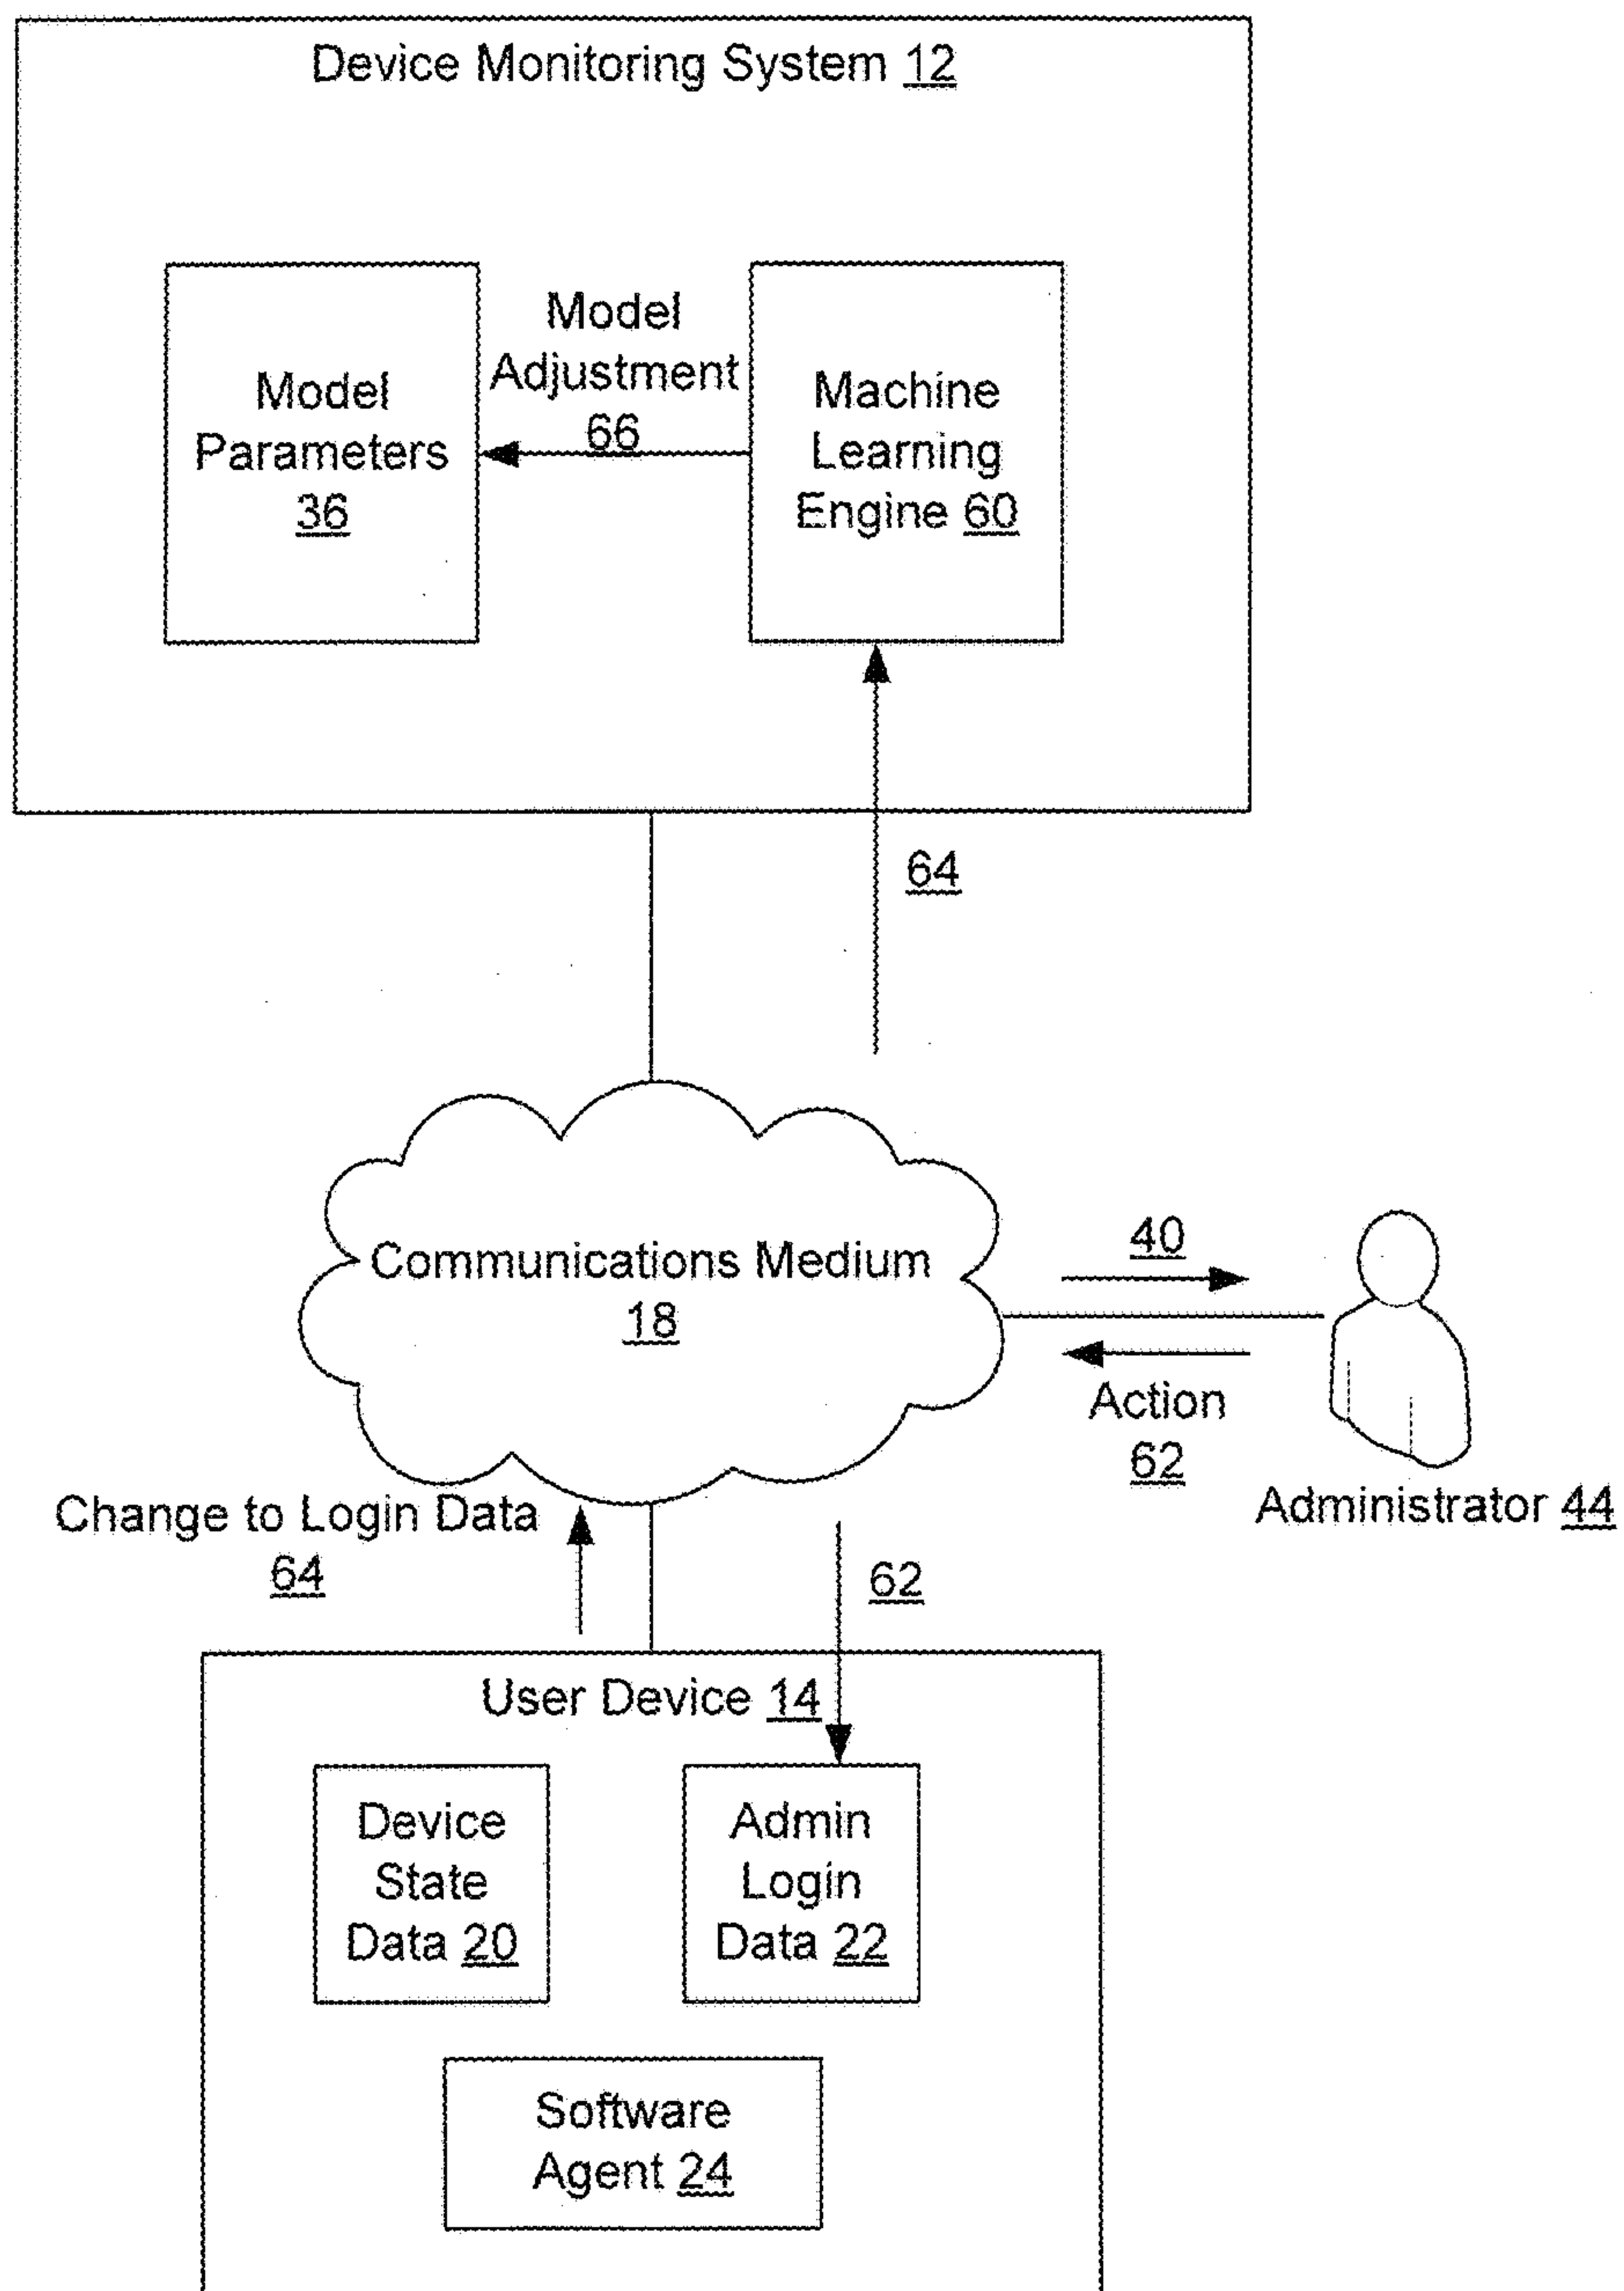 Device Monitoring System 12
Model
Parameters
36
Model
Adjustment
66
Machine
Learning
Engine 60
64
Communications Medium
18
40
Action
62
Administrator 44
Change to Login Data
64
62
User Device 14
Device
State
Data 20
Admin
Login
Data 22
Software
Agent 24